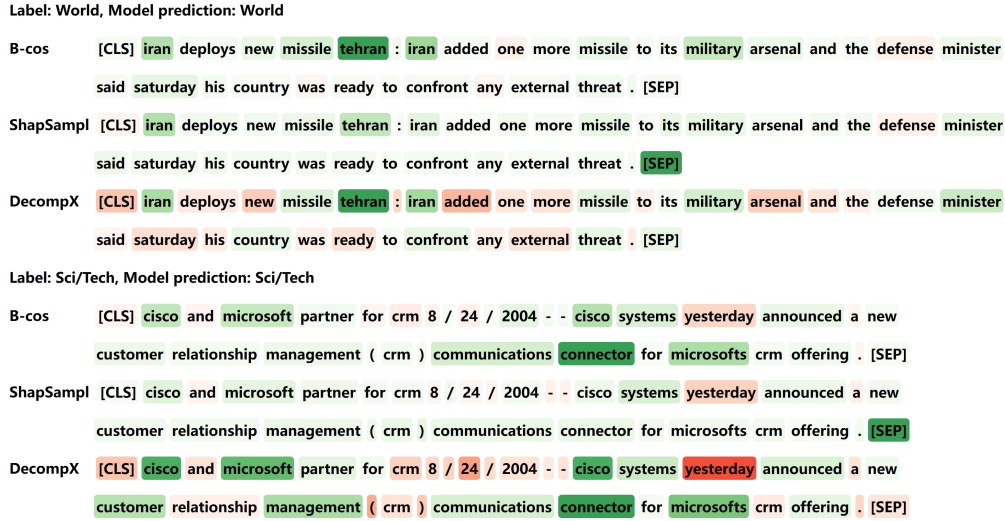 Label: World, Model prediction: World
B-cos [CLS] iran deploys new missile tehran : iran added one more missile to its military arsenal and the defense minister
said saturday his country was ready to confront any external threat . [SEP]
ShapSampl [CLS] iran deploys new missile tehran : iran added one more missile to its military arsenal and the defense minister
said saturday his country was ready to confront any external threat . [SEP]
DecompX [CLS] iran deploys new missile tehran : iran added one more missile to its military arsenal and the defense minister
said saturday his country was ready to confront any external threat . [SEP]
Label: Sci/Tech, Model prediction: Sci/Tech
B-cos [CLS] cisco and microsoft partner for crm 8 / 24 / 2004 - - cisco systems yesterday announced a new
customer relationship management ( crm ) communications connector for microsofts crm offering . [SEP]
ShapSampl [CLS] cisco and microsoft partner for crm 8 / 24 / 2004 - - cisco systems yesterday announced a new
customer relationship management ( crm ) communications connector for microsofts crm offering . [SEP]
DecompX [CLS] cisco and microsoft partner for crm 8 / 24 / 2004 - - cisco systems yesterday announced a new
customer relationship management ( crm ) communications connector for microsofts crm offering . [SEP]